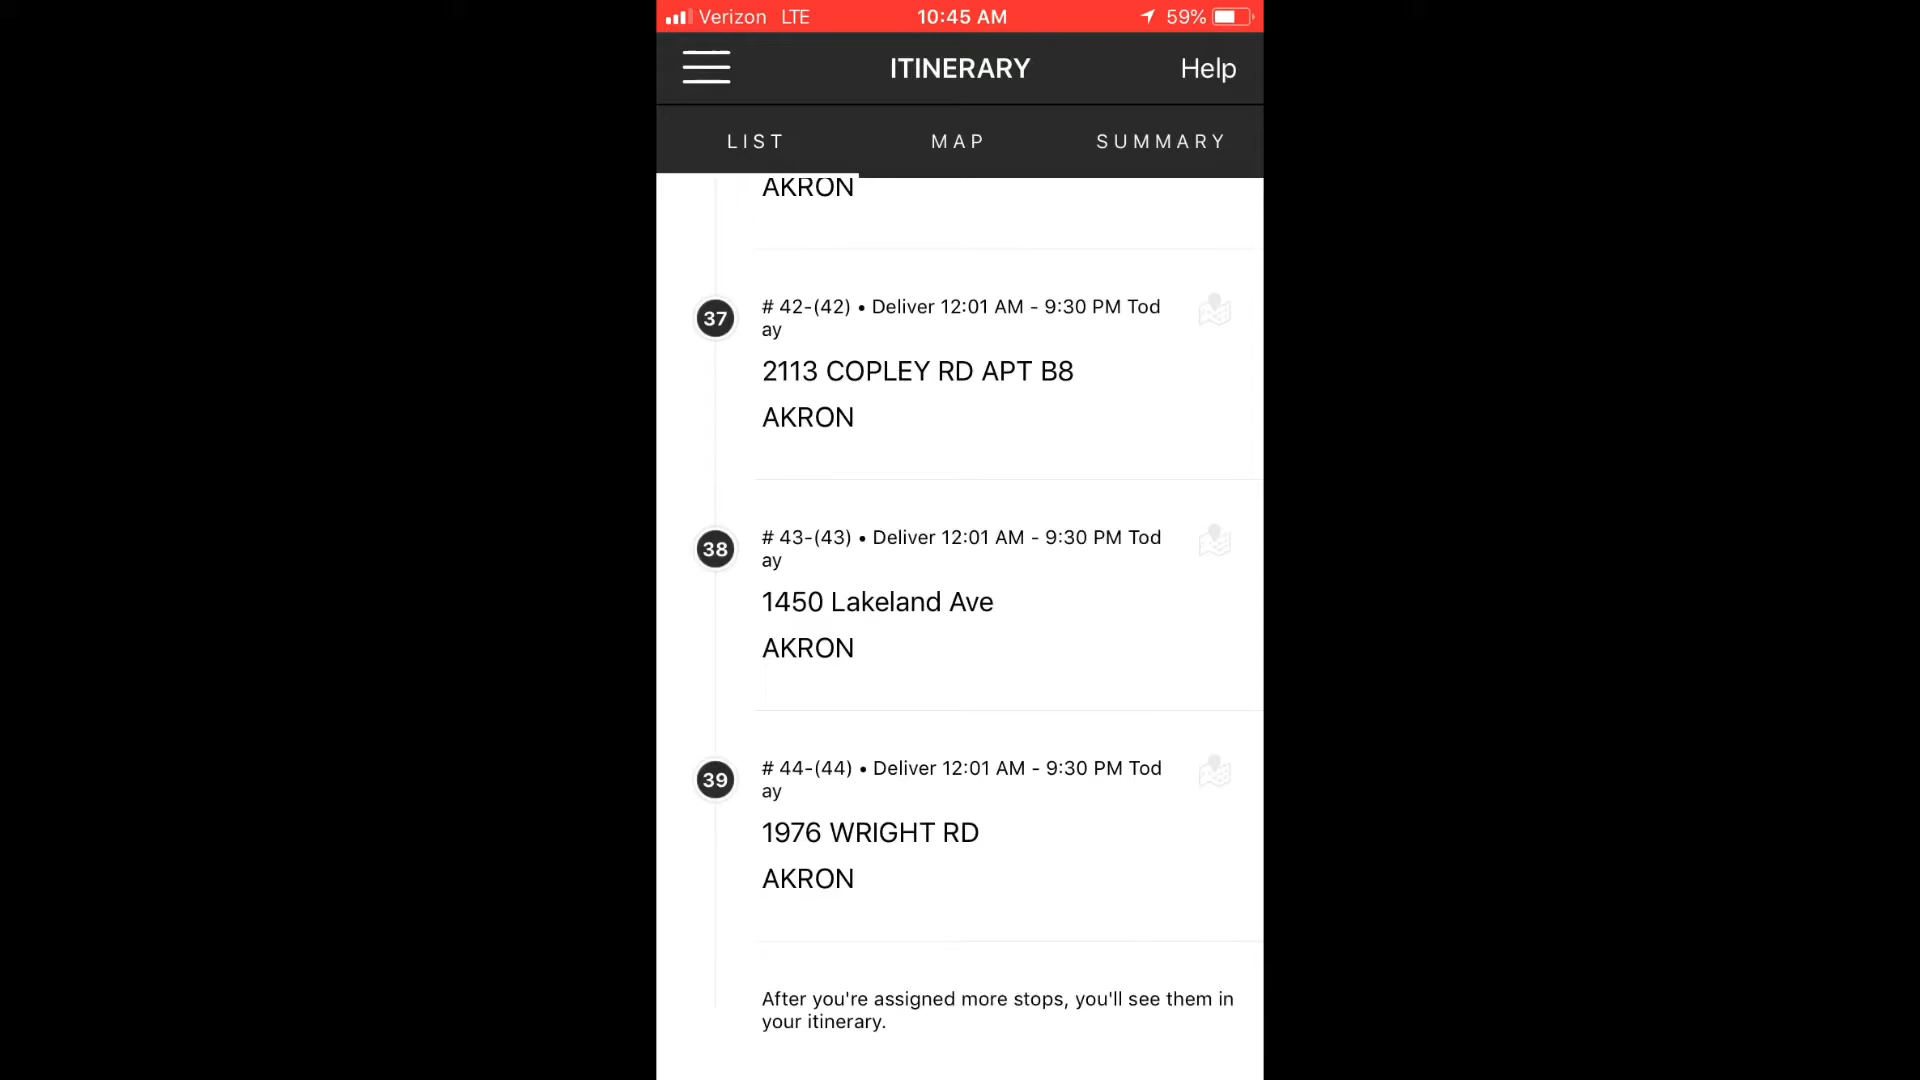 Verizon LTE 10:45 AM 59%
ITINERARY Help
LIST MAP SUMMARY
AKRON
37 # 42-(42) • Deliver 12:01 AM - 9:30 PM Tod
ay
2113 COPLEY RD APT B8
AKRON
38 # 43-(43) • Deliver 12:01 AM - 9:30 PM Tod
ay
1450 Lakeland Ave
AKRON
39 # 44-(44) • Deliver 12:01 AM - 9:30 PM Tod
ay
1976 WRIGHT RD
AKRON
After you're assigned more stops, you'll see them in
your itinerary.